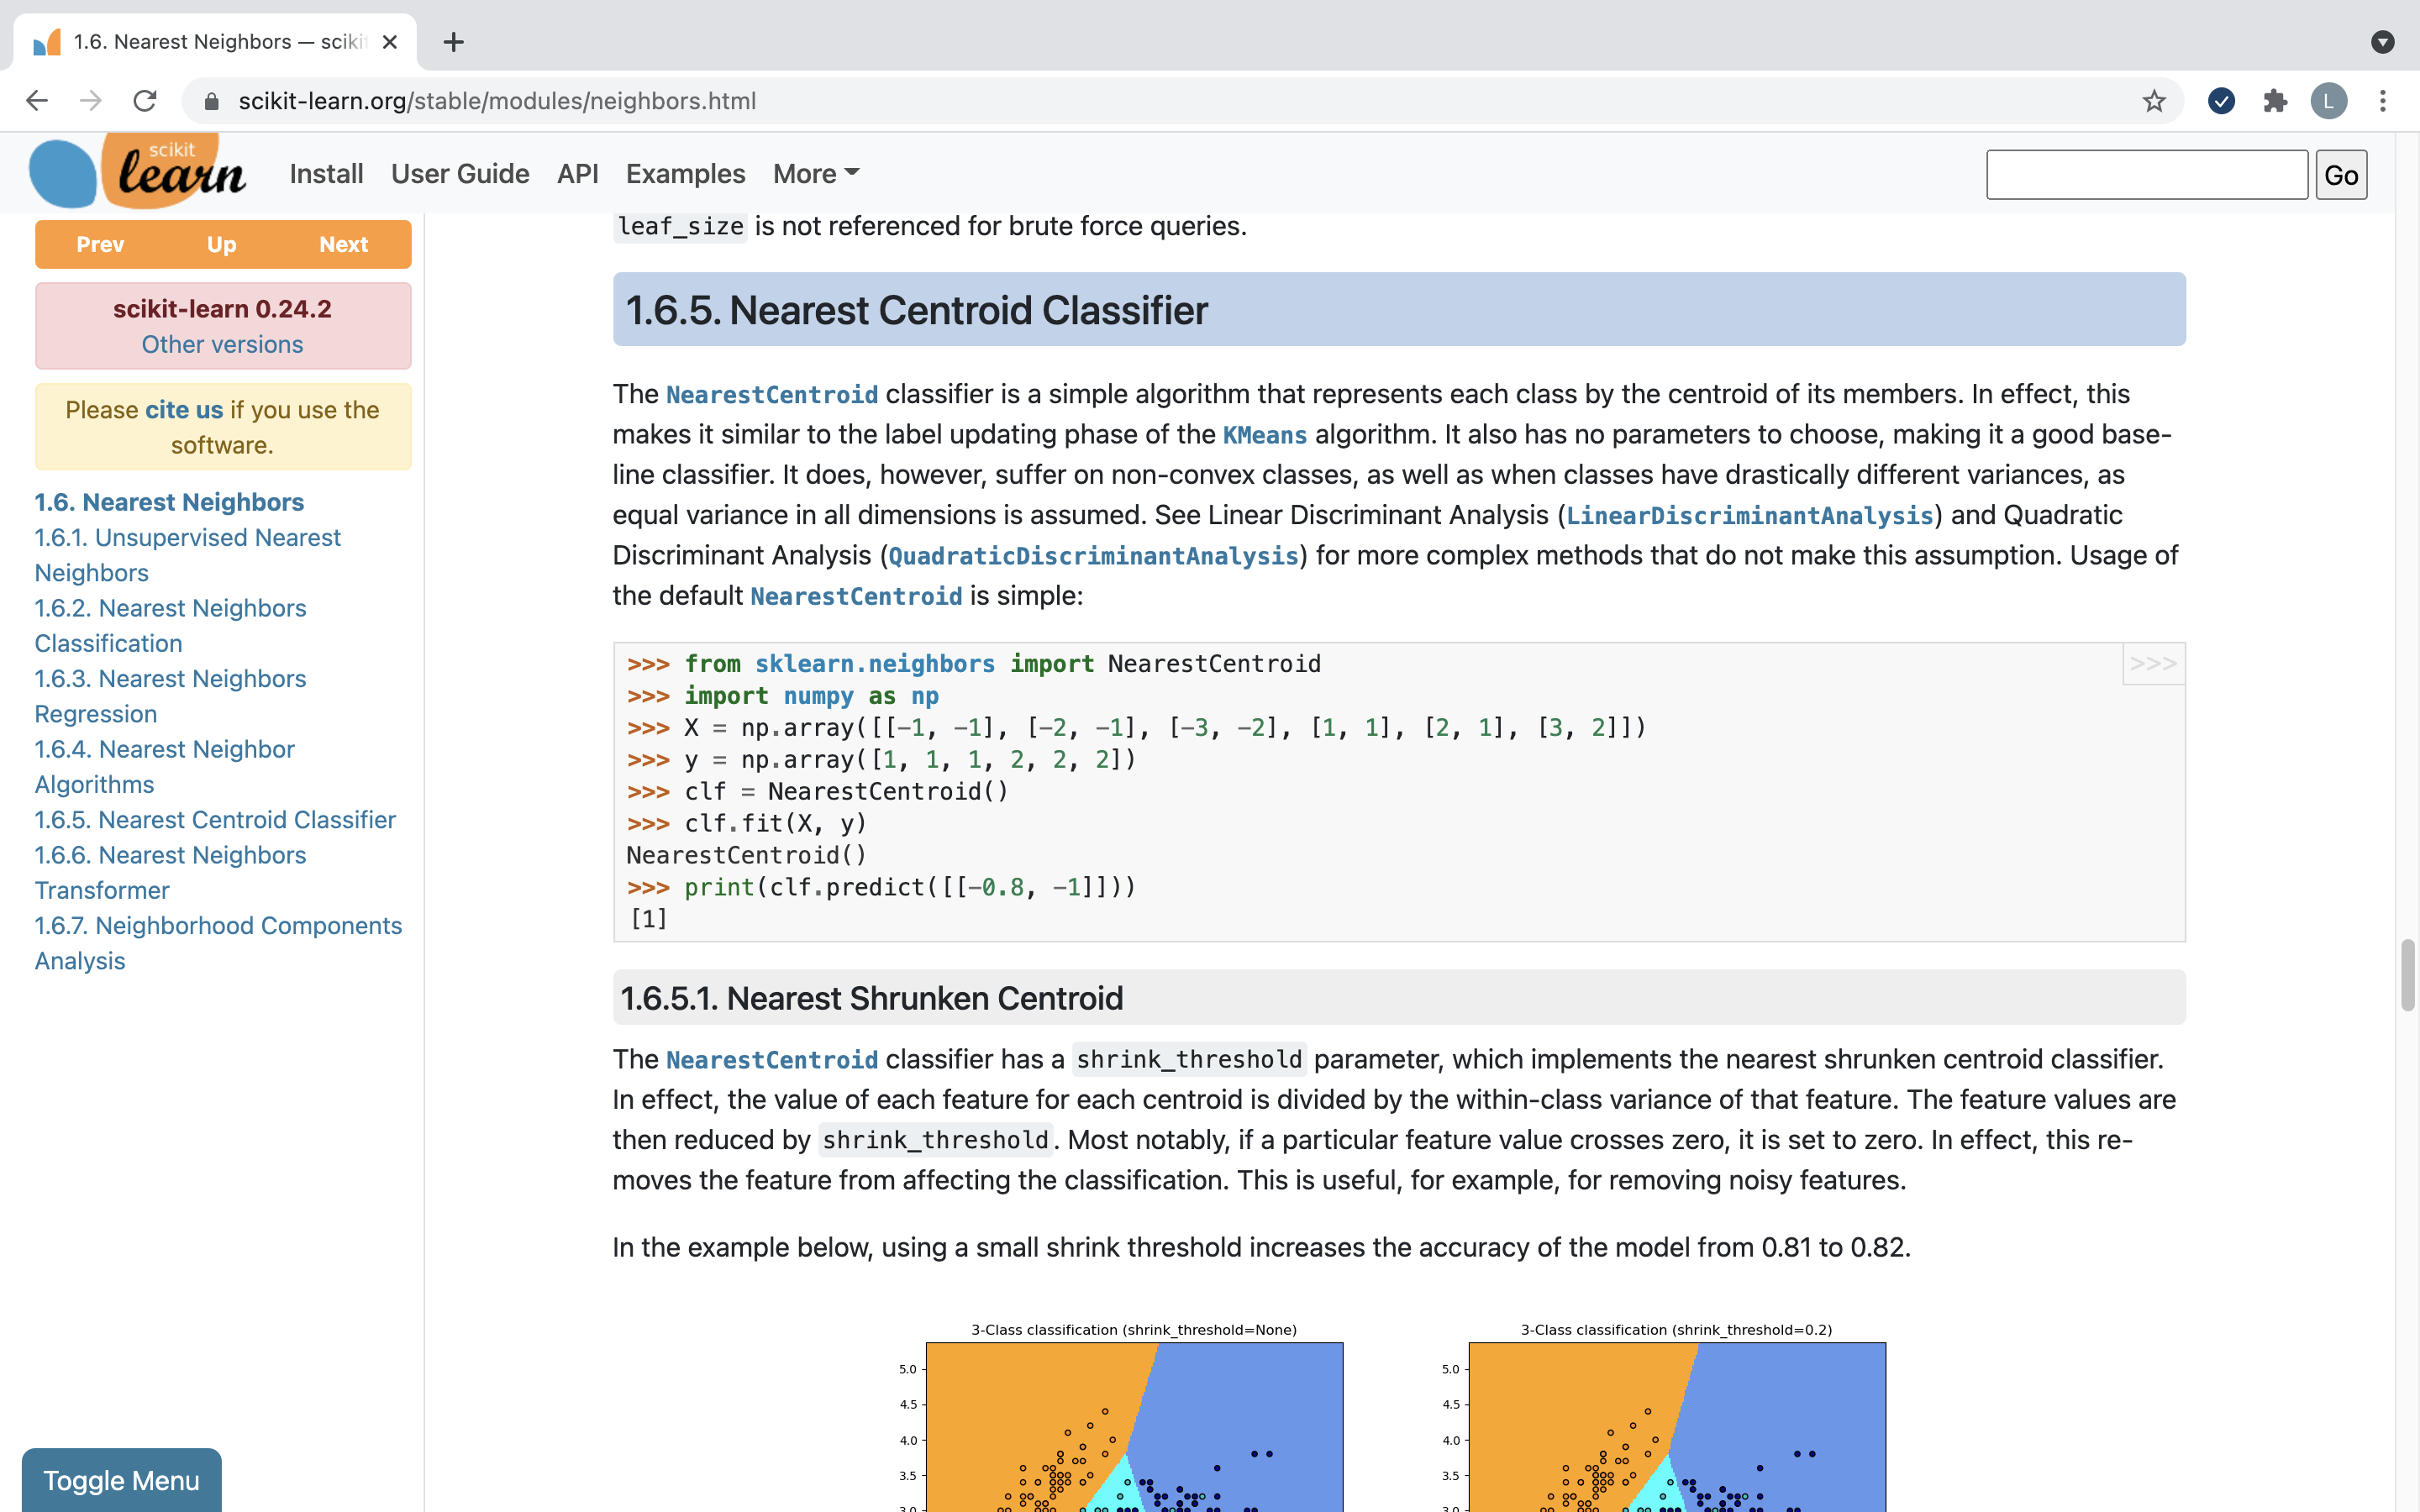 1.6. Nearest Neighbors — scikit
scikit-learn.org/stable/modules/neighbors.html
L
scikit
learn
Install User Guide API Examples More
Go
Prev Up Next
scikit-learn 0.24.2
Other versions
Please cite us if you use the
software.
1.6. Nearest Neighbors
1.6.1. Unsupervised Nearest
Neighbors
1.6.2. Nearest Neighbors
Classification
1.6.3. Nearest Neighbors
Regression
1.6.4. Nearest Neighbor
Algorithms
1.6.5. Nearest Centroid Classifier
1.6.6. Nearest Neighbors
Transformer
1.6.7. Neighborhood Components
Analysis
Toggle Menu
leaf_size is not referenced for brute force queries.
1.6.5. Nearest Centroid Classifier
The NearestCentroid classifier is a simple algorithm that represents each class by the centroid of its members. In effect, this
makes it similar to the label updating phase of the KMeans algorithm. It also has no parameters to choose, making it a good base-
line classifier. It does, however, suffer on non-convex classes, as well as when classes have drastically different variances, as
equal variance in all dimensions is assumed. See Linear Discriminant Analysis (LinearDiscriminantAnalysis) and Quadratic
Discriminant Analysis (QuadraticDiscriminantAnalysis) for more complex methods that do not make this assumption. Usage of
the default NearestCentroid is simple:
>>> from sklearn.neighbors import NearestCentroid
>>>
>>> import numpy as np
>>> X = np.array([[-1, -1], [-2, -1], [-3, -2], [1, 1], [2, 1], [3, 2]])
>>> y = np.array([1, 1, 1, 2, 2, 2])
>>> clf = NearestCentroid()
>>> clf.fit(X, y)
NearestCentroid()
>>> print(clf.predict([[-0.8, -1]]))
[1]
1.6.5.1. Nearest Shrunken Centroid
The NearestCentroid classifier has a shrink_threshold parameter, which implements the nearest shrunken centroid classifier.
In effect, the value of each feature for each centroid is divided by the within-class variance of that feature. The feature values are
then reduced by shrink_threshold. Most notably, if a particular feature value crosses zero, it is set to zero. In effect, this re-
moves the feature from affecting the classification. This is useful, for example, for removing noisy features.
In the example below, using a small shrink threshold increases the accuracy of the model from 0.81 to 0.82.
3-Class classification (shrink_threshold=None)
5.0
4.5
4.0
3.5
3.0
3-Class classification (shrink_threshold=0.2)
5.0
4.5
4.0
3.5
3.0